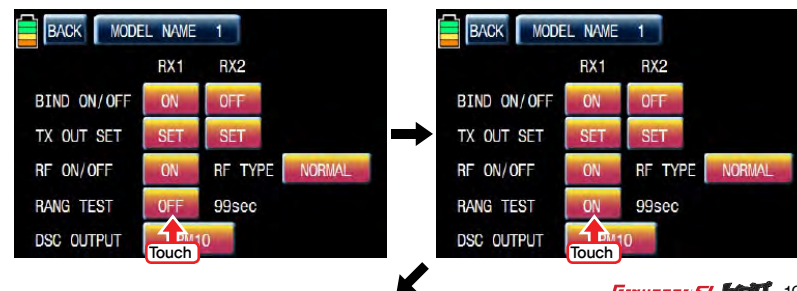 BACK MODEL NAME 1
RX1 RX2
BIND ON/OFF ON OFF
TX OUT SET SET SET
RF ON/OFF ON RF TYPE NORMAL
RANG TEST OFF 99sec
DSC OUTPUT
Touch
BACK MODEL NAME 1
RX1 RX2
BIND ON/OFF ON OFF
TX OUT SET SET SET
RF ON/OFF ON RF TYPE NORMAL
RANG TEST ON 99sec
DSC OUTPUT
Touch